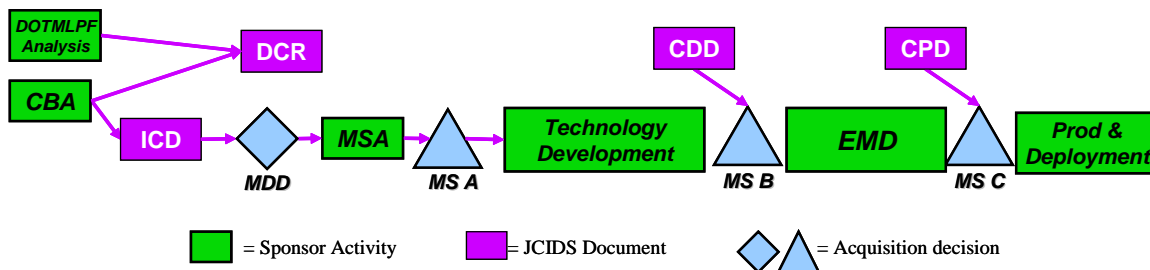 DOTMLPF
Analysis
DCR
CBA
ICD
MDD
MSA
MS A
Technology
Development
CDD
MS B
EMD
CPD
MS C
Prod &
Deployment
= Sponsor Activity
= JCIDS Document
= Acquisition decision